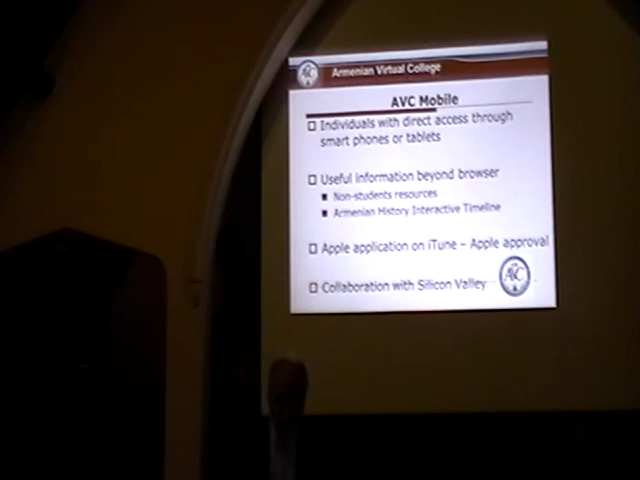 Armenian Virtual College
AVC Mobile
Individuals with direct access through
smart phones or tablets
Useful information beyond browser
Non-students resources
Armenian History Interactive Timeline
Apple application on iTune – Apple approval
Collaboration with Silicon Valley
AVC